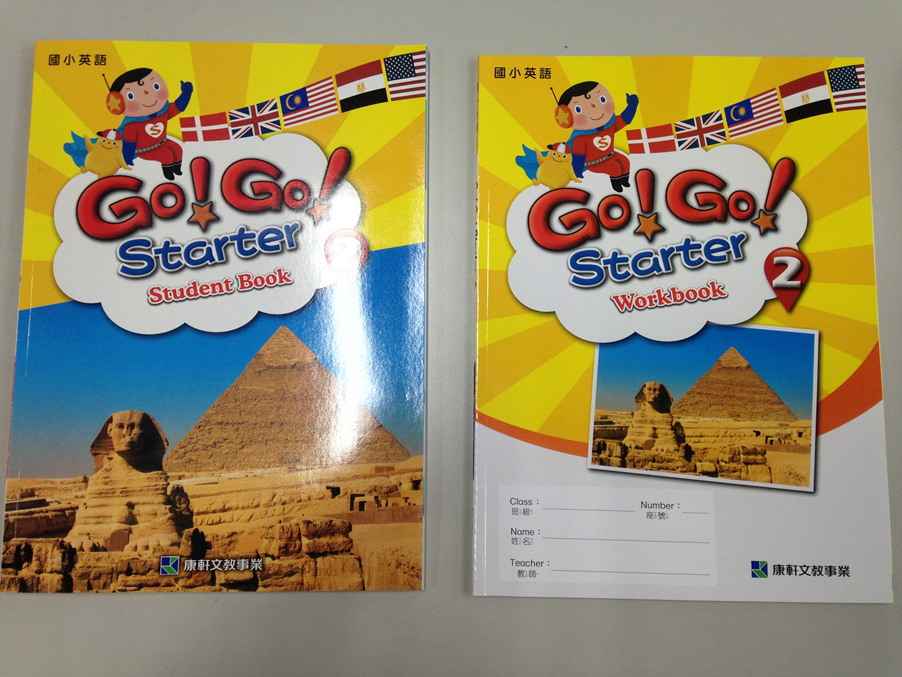 國小英語
S
Go! Go!
Starter
2
Student Book
康軒文教事業
國小英語
S
Go! Go!
Starter
2
Workbook
Class：
班級：
Number：
座號：
Name：
姓名：
Teacher：
教師：
康軒文教事業